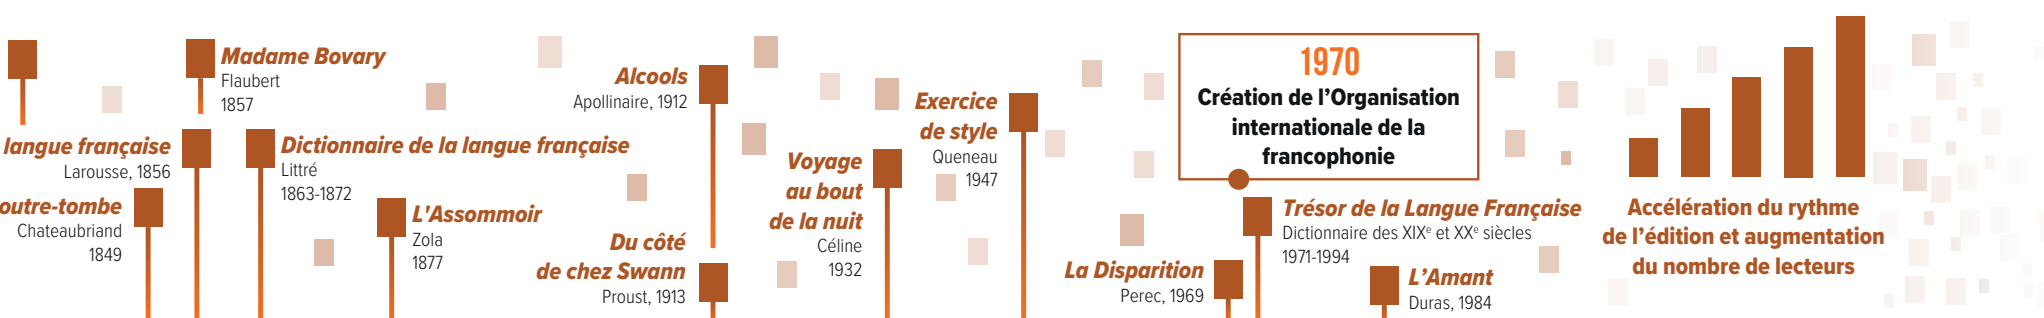 Madame Bovary
Flaubert
1857
langue française
Larousse, 1856
outre-tombe
Chateaubriand
1849
Dictionnaire de la langue française
Littré
1863-1872
L'Assommoir
Zola
1877
Alcools
Apollinaire, 1912
Du côté
de chez Swann
Proust, 1913
Voyage
au bout
de la nuit
Céline
1932
Exercice
de style
Queneau
1947
1970
Création de l’Organisation
internationale de la
francophonie
La Disparition
Perec, 1969
Trésor de la Langue Française
Dictionnaire des XIXe et XXe siècles
1971-1994
L’Amant
Duras, 1984
Accélération du rythme
de l’édition et augmentation
du nombre de lecteurs